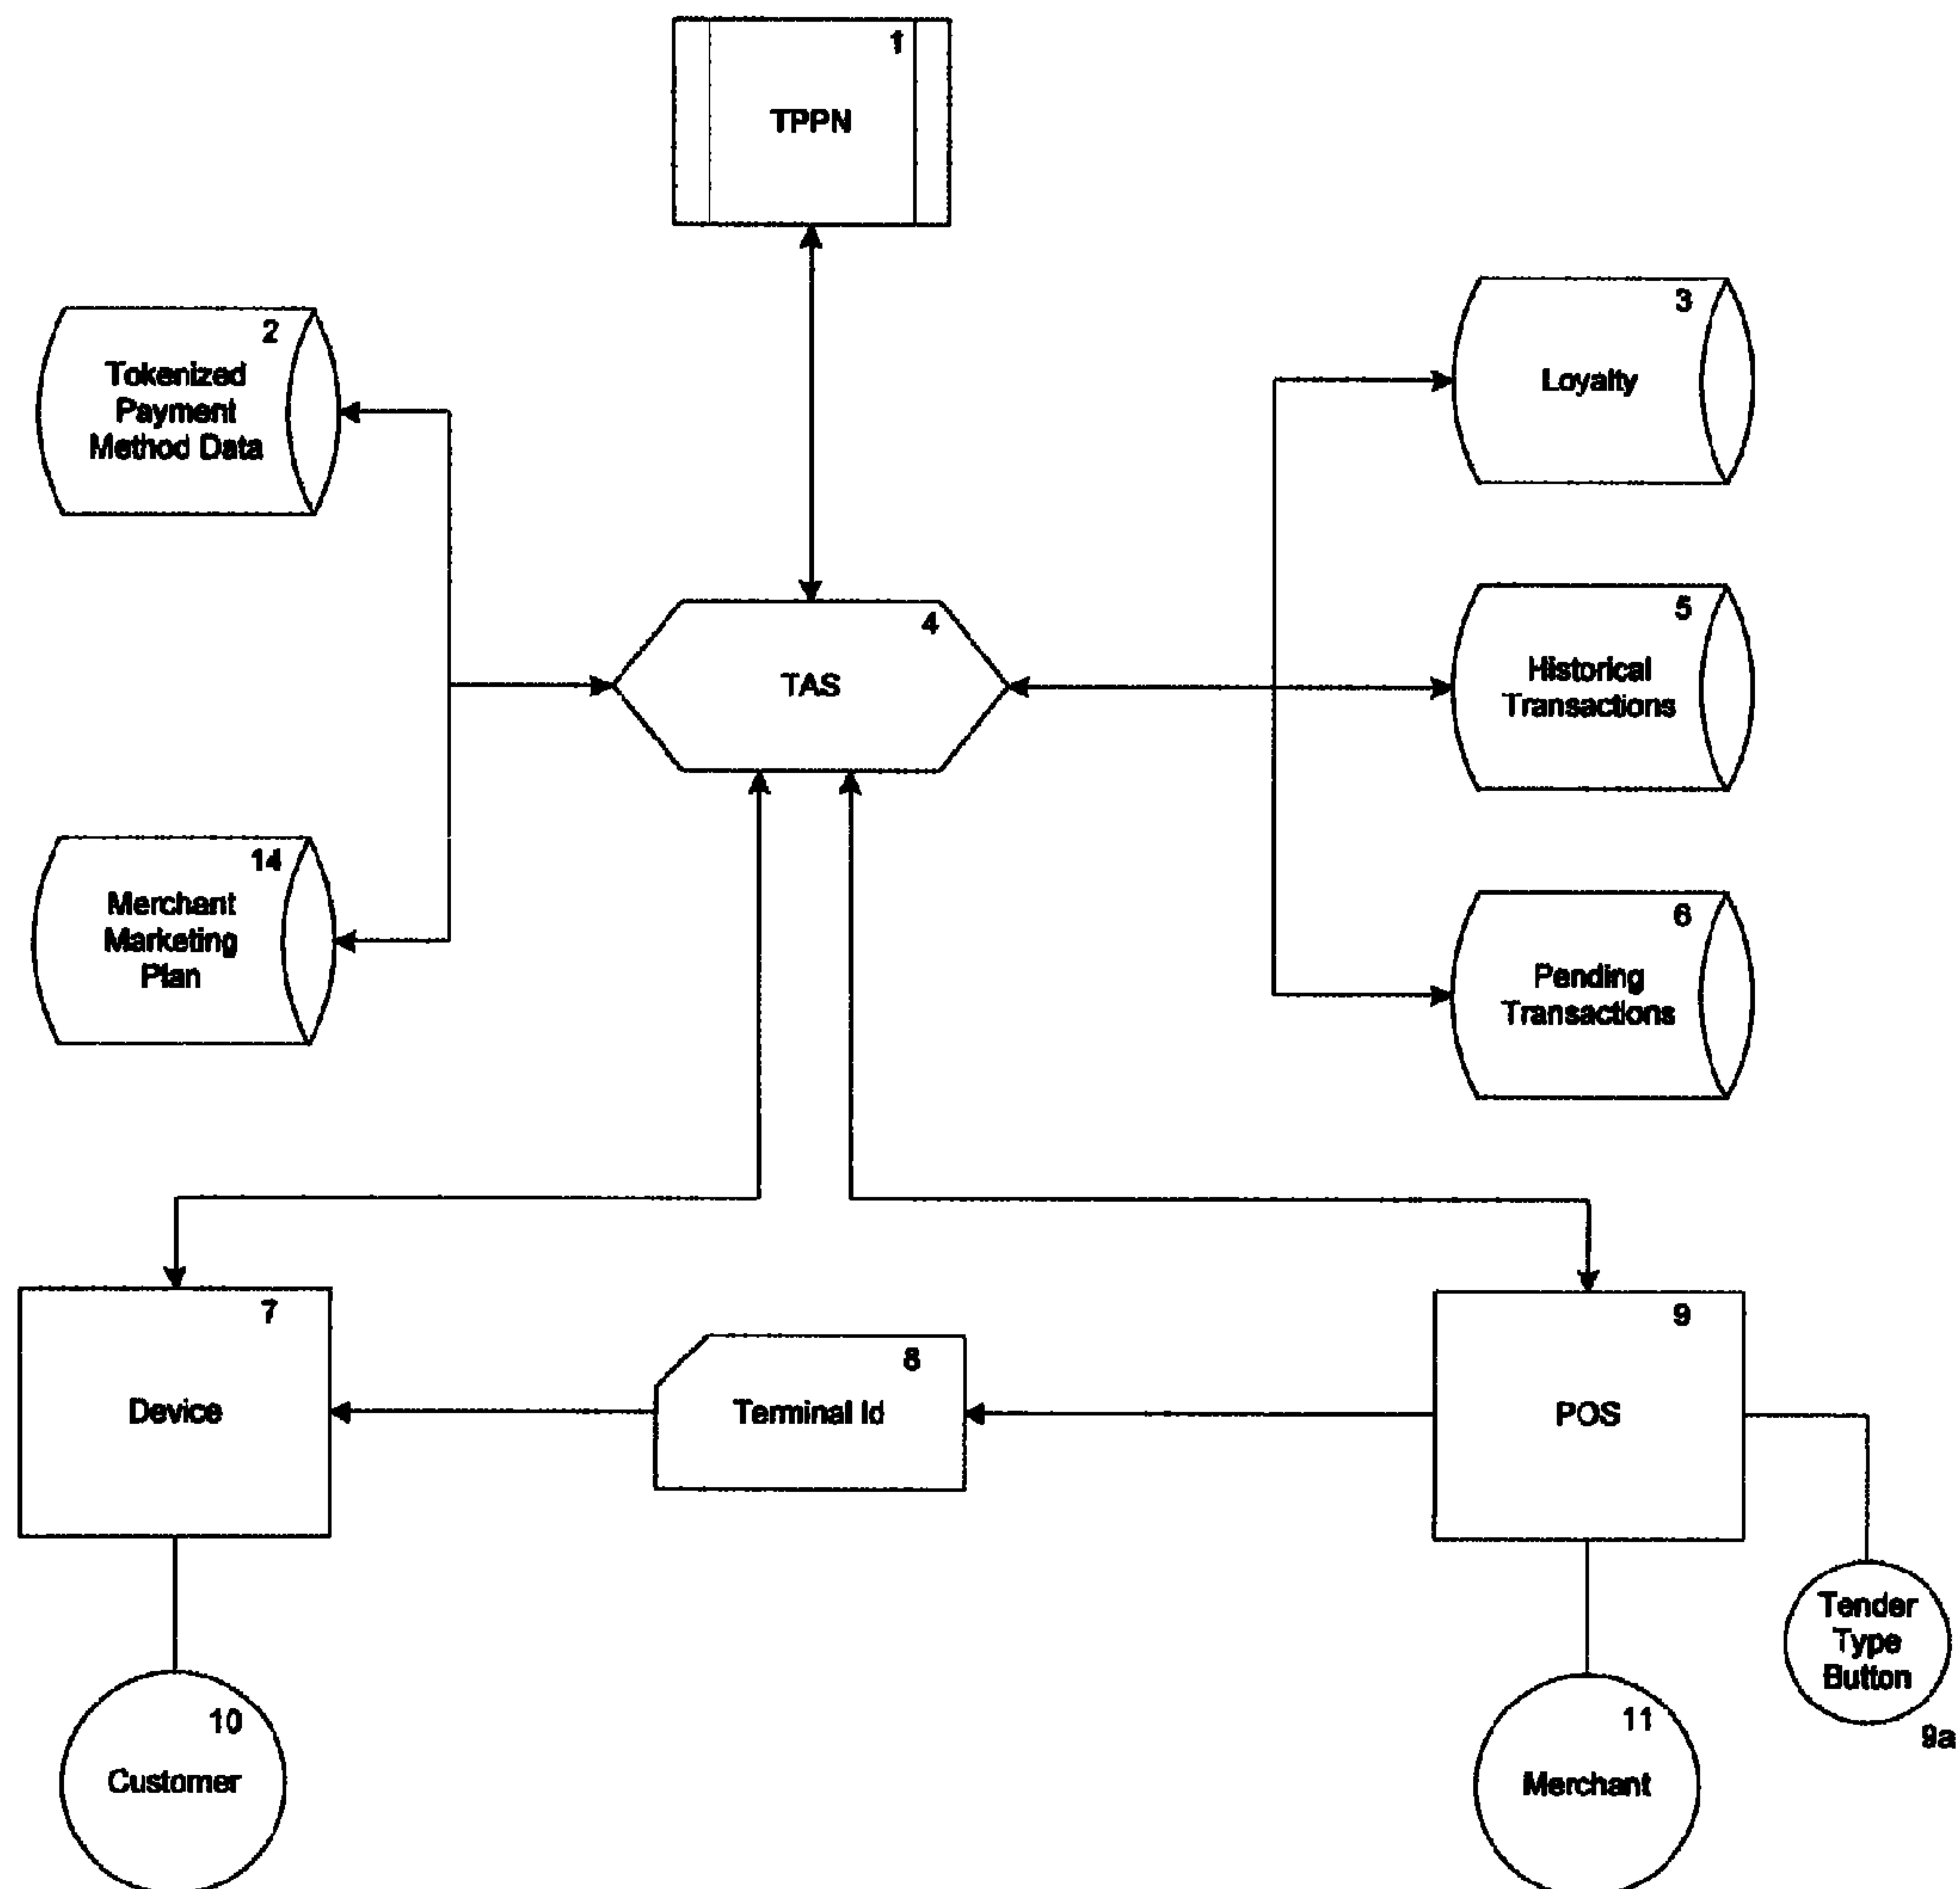 1
TPPN
2
Tokenized
Payment
Method Data
3
Loyalty
4
TAS
5
Historical
Transactions
14
Merchant
Marketing
Plan
6
Pending
Transactions
7
Device
8
Terminal Id
9
POS
Tender
Type
Button
9a
10
Customer
11
Merchant